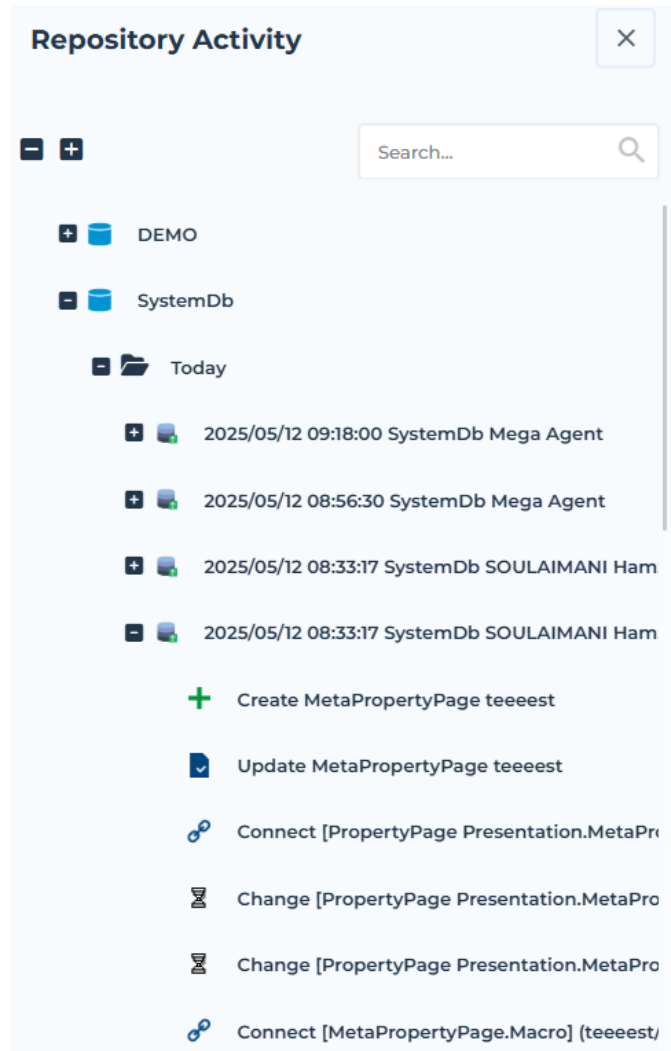 Repository Activity
Search...
DEMO
SystemDb
Today
2025/05/12 09:18:00 SystemDb Mega Agent
2025/05/12 08:56:30 SystemDb Mega Agent
2025/05/12 08:33:17 SystemDb SOULAIMANI Ham
2025/05/12 08:33:17 SystemDb SOULAIMANI Ham
Create MetaPropertyPage teeeest
Update MetaPropertyPage teeeest
Connect [PropertyPage Presentation.MetaPr
Change [PropertyPage Presentation.MetaPro
Change [PropertyPage Presentation.MetaPro
Connect [MetaPropertyPage.Macro] (teeeest/